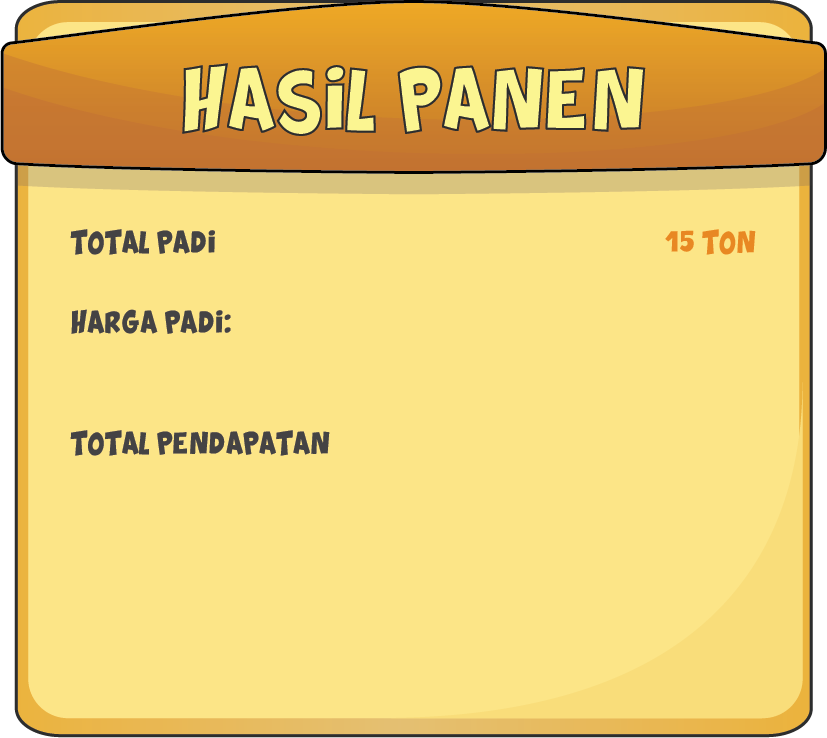 HASiL PANEN
TOTAL PADi 15 TON
HARGA PADi:
TOTAL PENDAPATAN